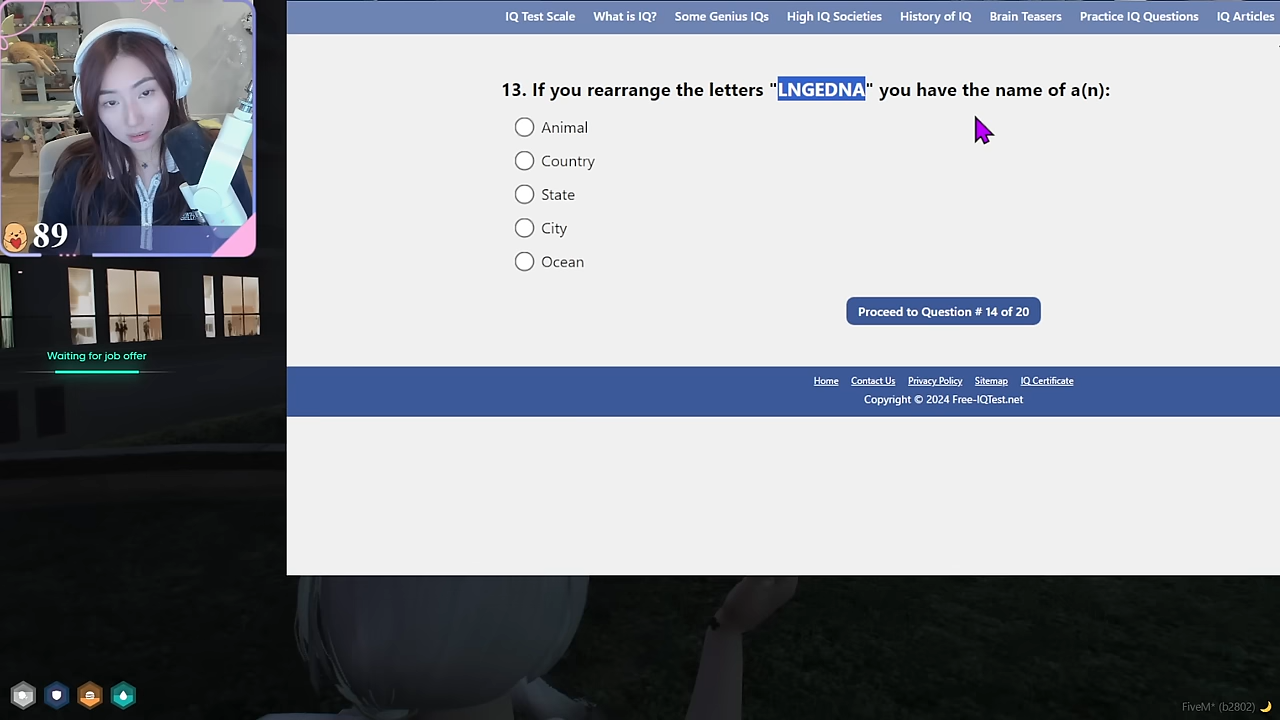 IQ Test Scale What is IQ? Some Genius IQs High IQ Societies History of IQ Brain Teasers Practice IQ Questions IQ Articles
13. If you rearrange the letters "LNGEDNA" you have the name of a(n):
Animal
Country
State
City
Ocean
Proceed to Question # 14 of 20
Home Contact Us Privacy Policy Sitemap IQ Certificate
Copyright © 2024 Free-IQTest.net
89
Waiting for job offer
FiveM* (b2802)